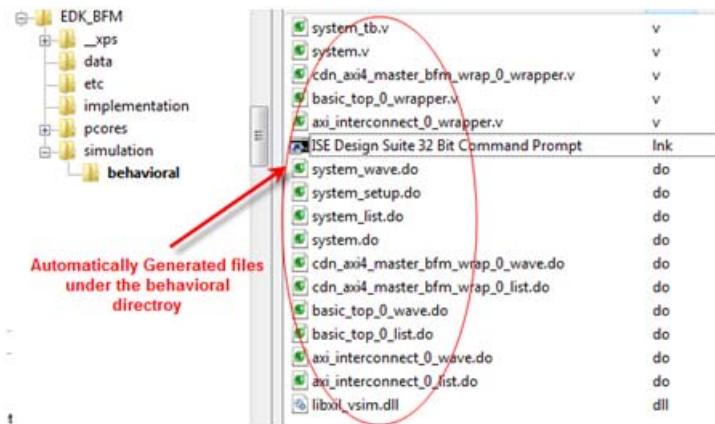 EDK_BFM
__xps
data
etc
implementation
pcores
simulation
behavioral
Automatically Generated files
under the behavioral
directroy
system_tb.v v
system.v v
cdn_axi4_master_bfm_wrap_0_wrapper.v v
basic_top_0_wrapper.v v
axi_interconnect_0_wrapper.v v
ISE Design Suite 32 Bit Command Prompt lnk
system_wave.do do
system_setup.do do
system_list.do do
system.do do
cdn_axi4_master_bfm_wrap_0_wave.do do
cdn_axi4_master_bfm_wrap_0_list.do do
basic_top_0_wave.do do
basic_top_0_list.do do
axi_interconnect_0_wave.do do
axi_interconnect_0_list.do do
libxil_vsim.dll dll
t